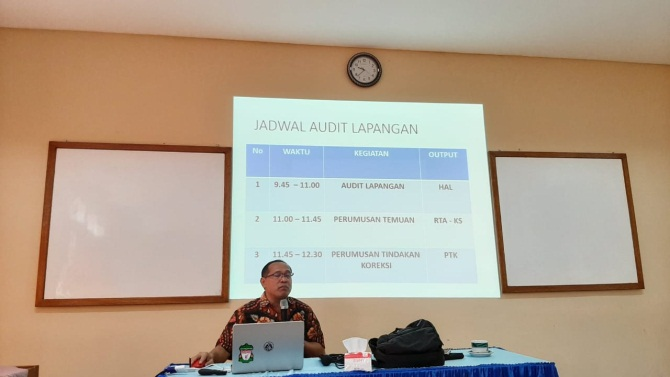 JADWAL AUDIT LAPANGAN
No WAKTU KEGIATAN OUTPUT
1 9.45 – 11.00 AUDIT LAPANGAN HAL
2 11.00 – 11.45 PERUMUSAN TEMUAN RTA - KS
3 11.45 – 12.30 PERUMUSAN TINDAKAN KOREKSI PTK